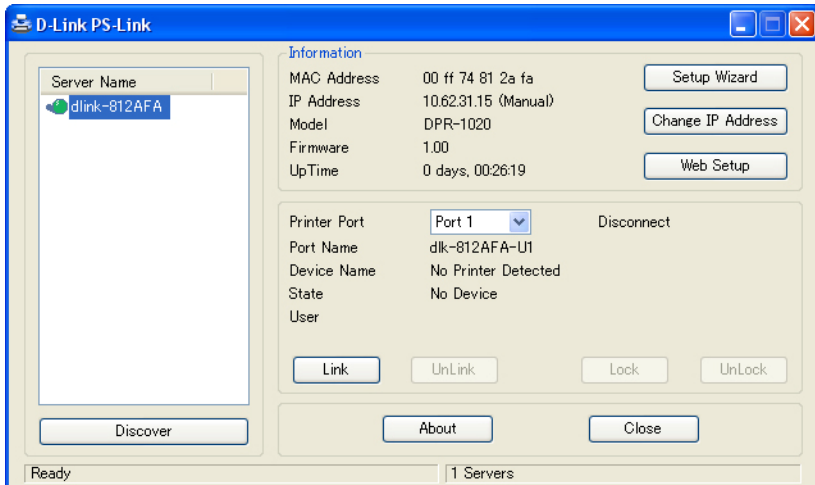 D-Link PS-Link
Server Name
dlink-812AFA
Discover
Information
MAC Address 00 ff 74 81 2a fa
IP Address 10.62.31.15 (Manual)
Model DPR-1020
Firmware 1.00
UpTime 0 days, 00:26:19
Setup Wizard
Change IP Address
Web Setup
Printer Port Port 1 Disconnect
Port Name dlk-812AFA-U1
Device Name No Printer Detected
State No Device
User
Link UnLink Lock UnLock
About Close
Ready 1 Servers